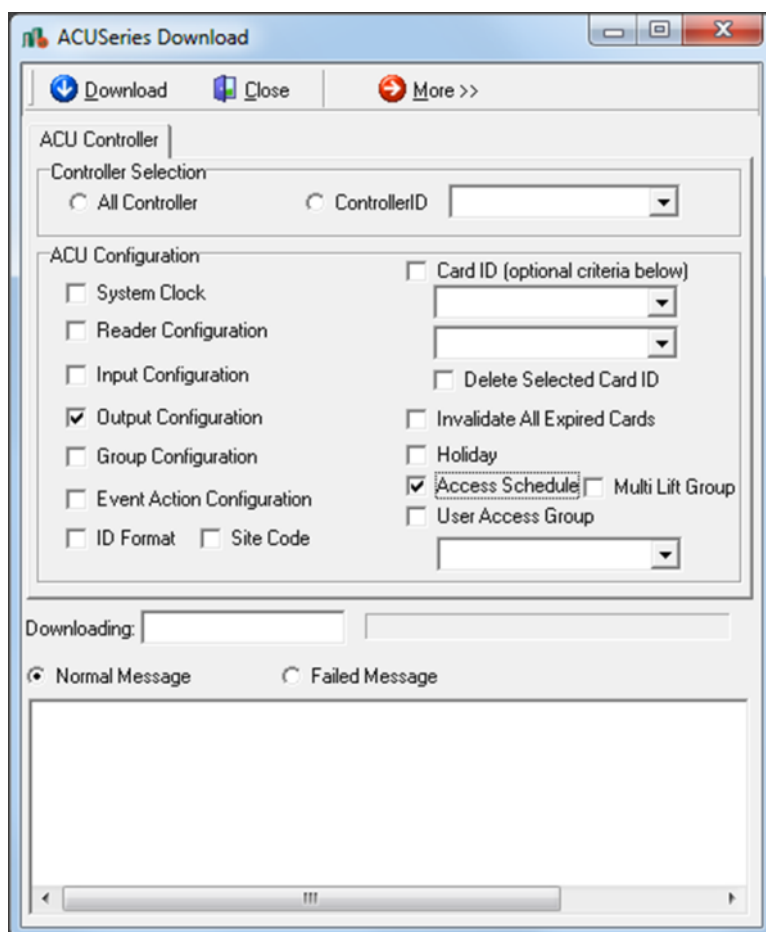 ACUSeries Download
Download Close More >>
ACU Controller
Controller Selection
All Controller ControllerID
ACU Configuration
Card ID (optional criteria below)
System Clock
Reader Configuration
Input Configuration
Delete Selected Card ID
Output Configuration
Invalidate All Expired Cards
Group Configuration
Holiday
Access Schedule Multi Lift Group
Event Action Configuration
User Access Group
ID Format Site Code
Downloading:
Normal Message Failed Message